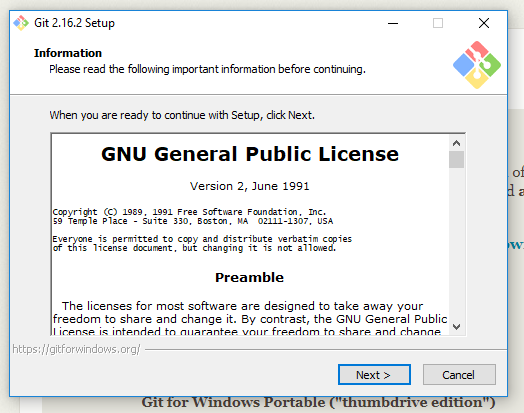 Git 2.16.2 Setup
Information
Please read the following important information before continuing.
When you are ready to continue with Setup, click Next.
GNU General Public License
Version 2, June 1991
Copyright (C) 1989, 1991 Free Software Foundation, Inc.
59 Temple Place - Suite 330, Boston, MA  02111-1307, USA
Everyone is permitted to copy and distribute verbatim copies
of this license document, but changing it is not allowed.
Preamble
The licenses for most software are designed to take away your
freedom to share and change it. By contrast, the GNU General Public
License is intended to guarantee your freedom to share and change
https://gitforwindows.org/
Next >
Cancel
Git for Windows Portable ("thumbdrive edition")